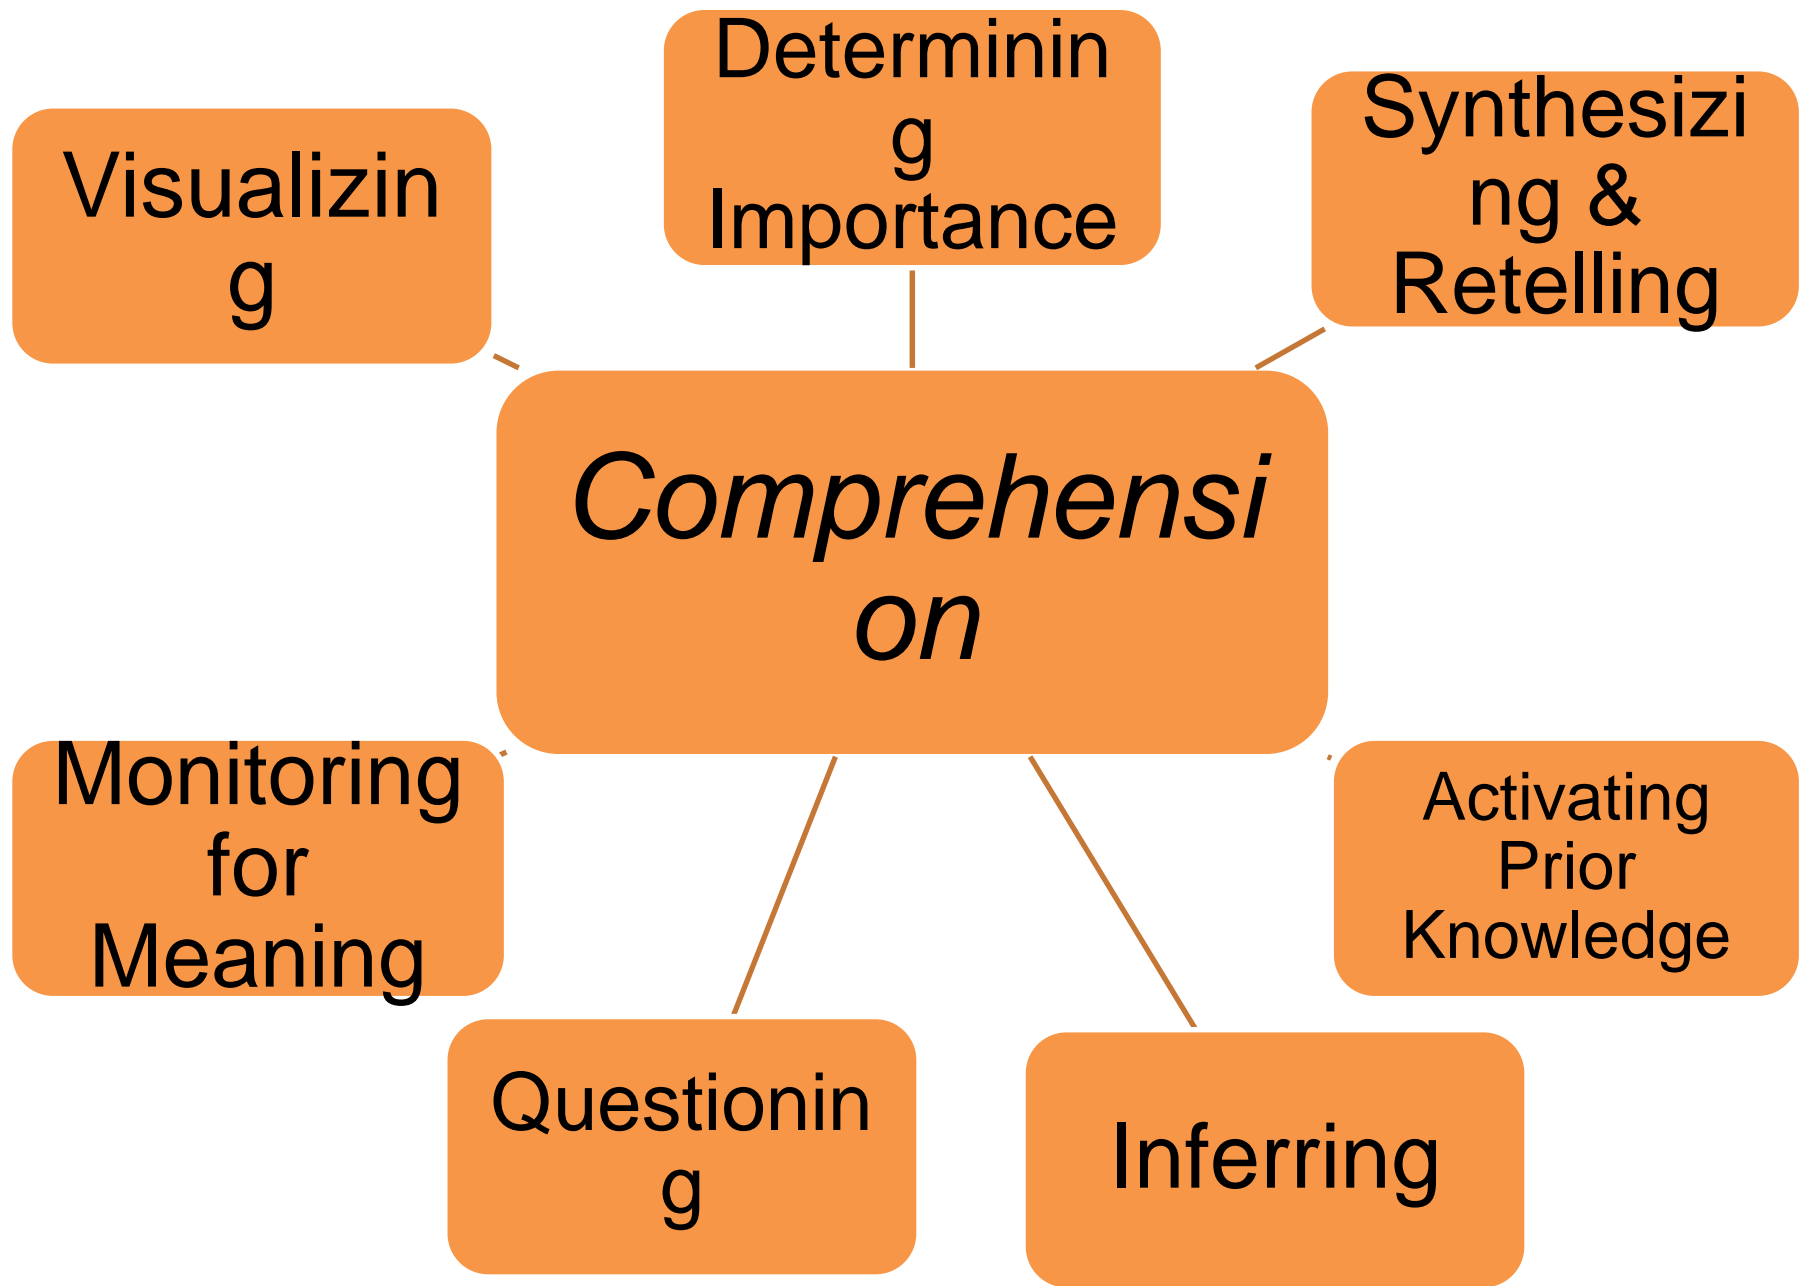 Determinin
g
Importance
Synthesizi
ng &
Retelling
Visualizin
g
Comprehensi
on
Monitoring
for
Meaning
Activating
Prior
Knowledge
Questionin
g
Inferring